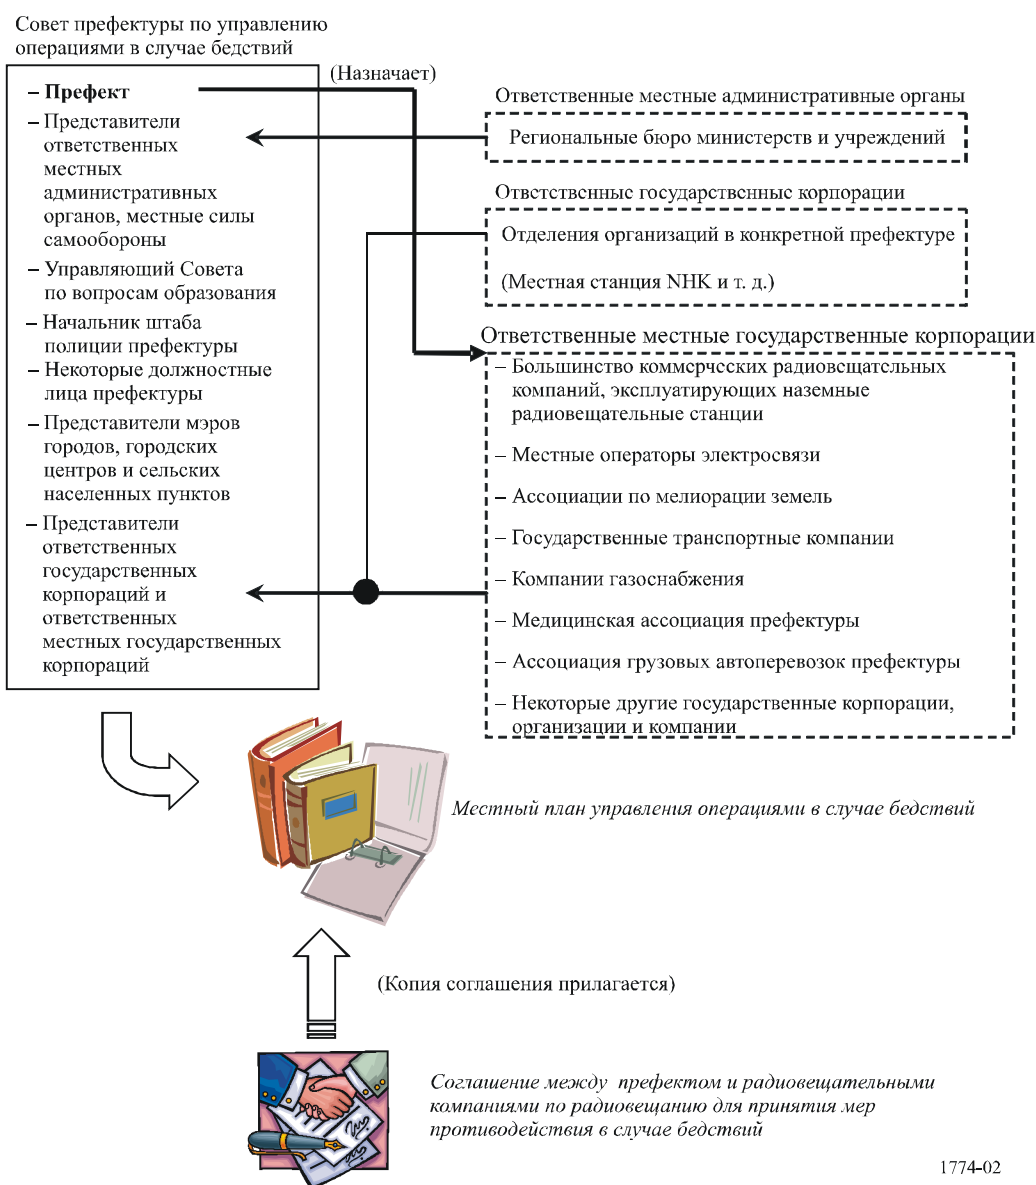 Совет префектуры по управлению
операциями в случае бедствий
(Назначает)
– Префект
– Представители
ответственных
местных
административных
органов, местные силы
самообороны
– Управляющий Совета
по вопросам образования
– Начальник штаба
полиции префектуры
– Некоторые должностные
лица префектуры
– Представители мэров
городов, городских
центров и сельских
населенных пунктов
– Представители
ответственных
государственных
корпораций и
ответственных
местных государственных
корпораций
Ответственные местные административные органы
Региональные бюро министерств и учреждений
Ответственные государственные корпорации
Отделения организаций в конкретной префектуре
(Местная станция NHK и т. д.)
Ответственные местные государственные корпорации
– Большинство коммерческих радиовещательных
компаний, эксплуатирующих наземные
радиовещательные станции
– Местные операторы электросвязи
– Ассоциации по мелиорации земель
– Государственные транспортные компании
– Компании газоснабжения
– Медицинская ассоциация префектуры
– Ассоциация грузовых автоперевозок префектуры
– Некоторые другие государственные корпорации,
организации и компании
Местный план управления операциями в случае бедствий
(Копия соглашения прилагается)
Соглашение между префектом и радиовещательными
компаниями по радиовещанию для принятия мер
противодействия в случае бедствий
1774-02